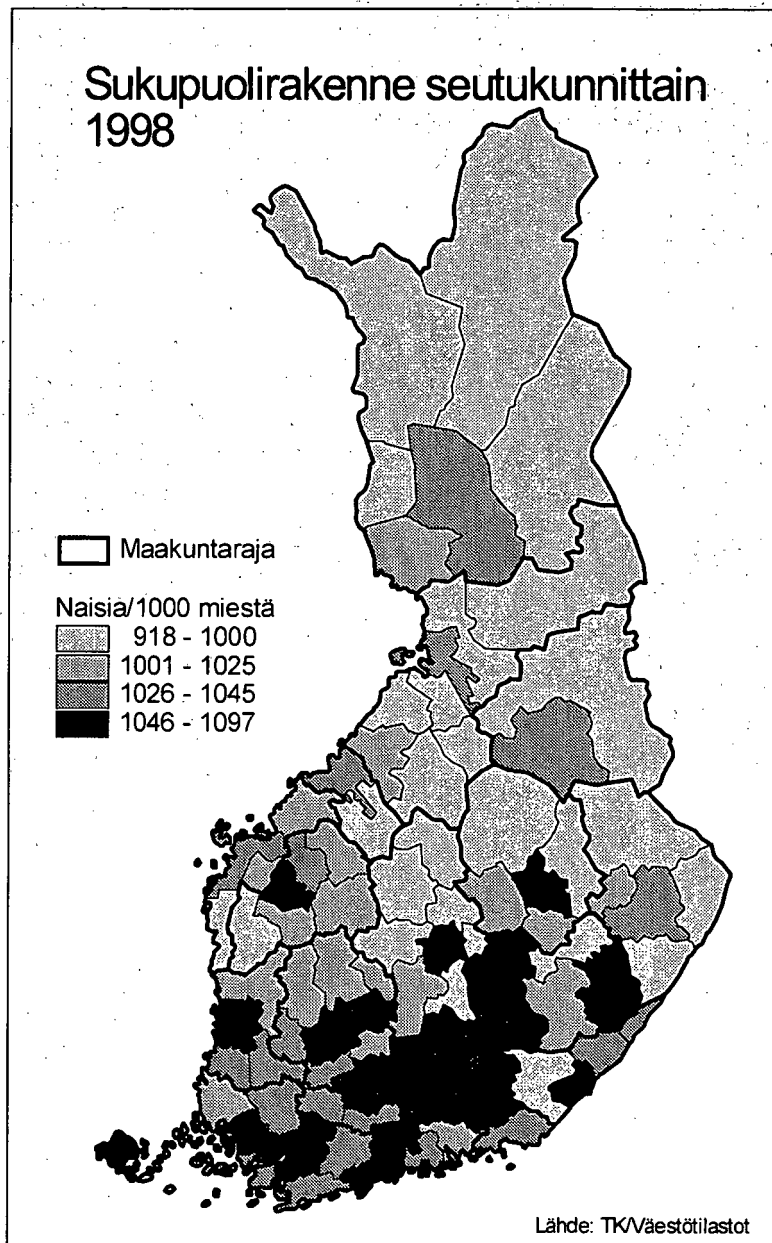 Sukupuolirakenne seutukunnittain
1998
Maakuntaraja
Naisia/1000 miestä
918 - 1000
1001 - 1025
1026 - 1045
1046 - 1097
Lähde: TK/Väestötilastot